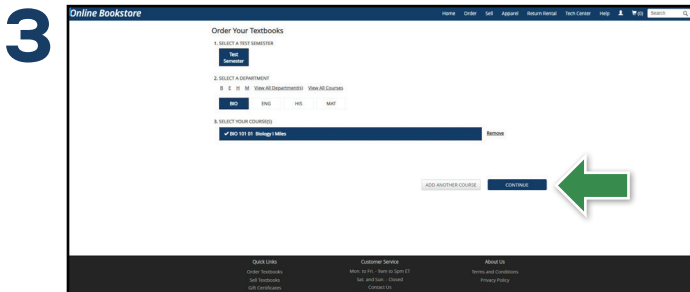 3
Online Bookstore
Home Order Sell Apparel Return Rental Tech Center Help (0) Search
Order Your Textbooks
1. SELECT A TEST SEMESTER
Test
Semester
2. SELECT A DEPARTMENT
B E H M View All Department(s) View All Courses
BIO ENG HIS MAT
3. SELECT YOUR COURSE(S)
✔ BIO 101 01 Biology I Miles Remove
ADD ANOTHER COURSE CONTINUE
Quick Links Customer Service About Us
Order Textbooks Mon. to Fri. - 9am to 5pm ET Terms and Conditions
Sell Textbooks Sat. and Sun. - Closed Privacy Policy
Gift Certificates Contact Us